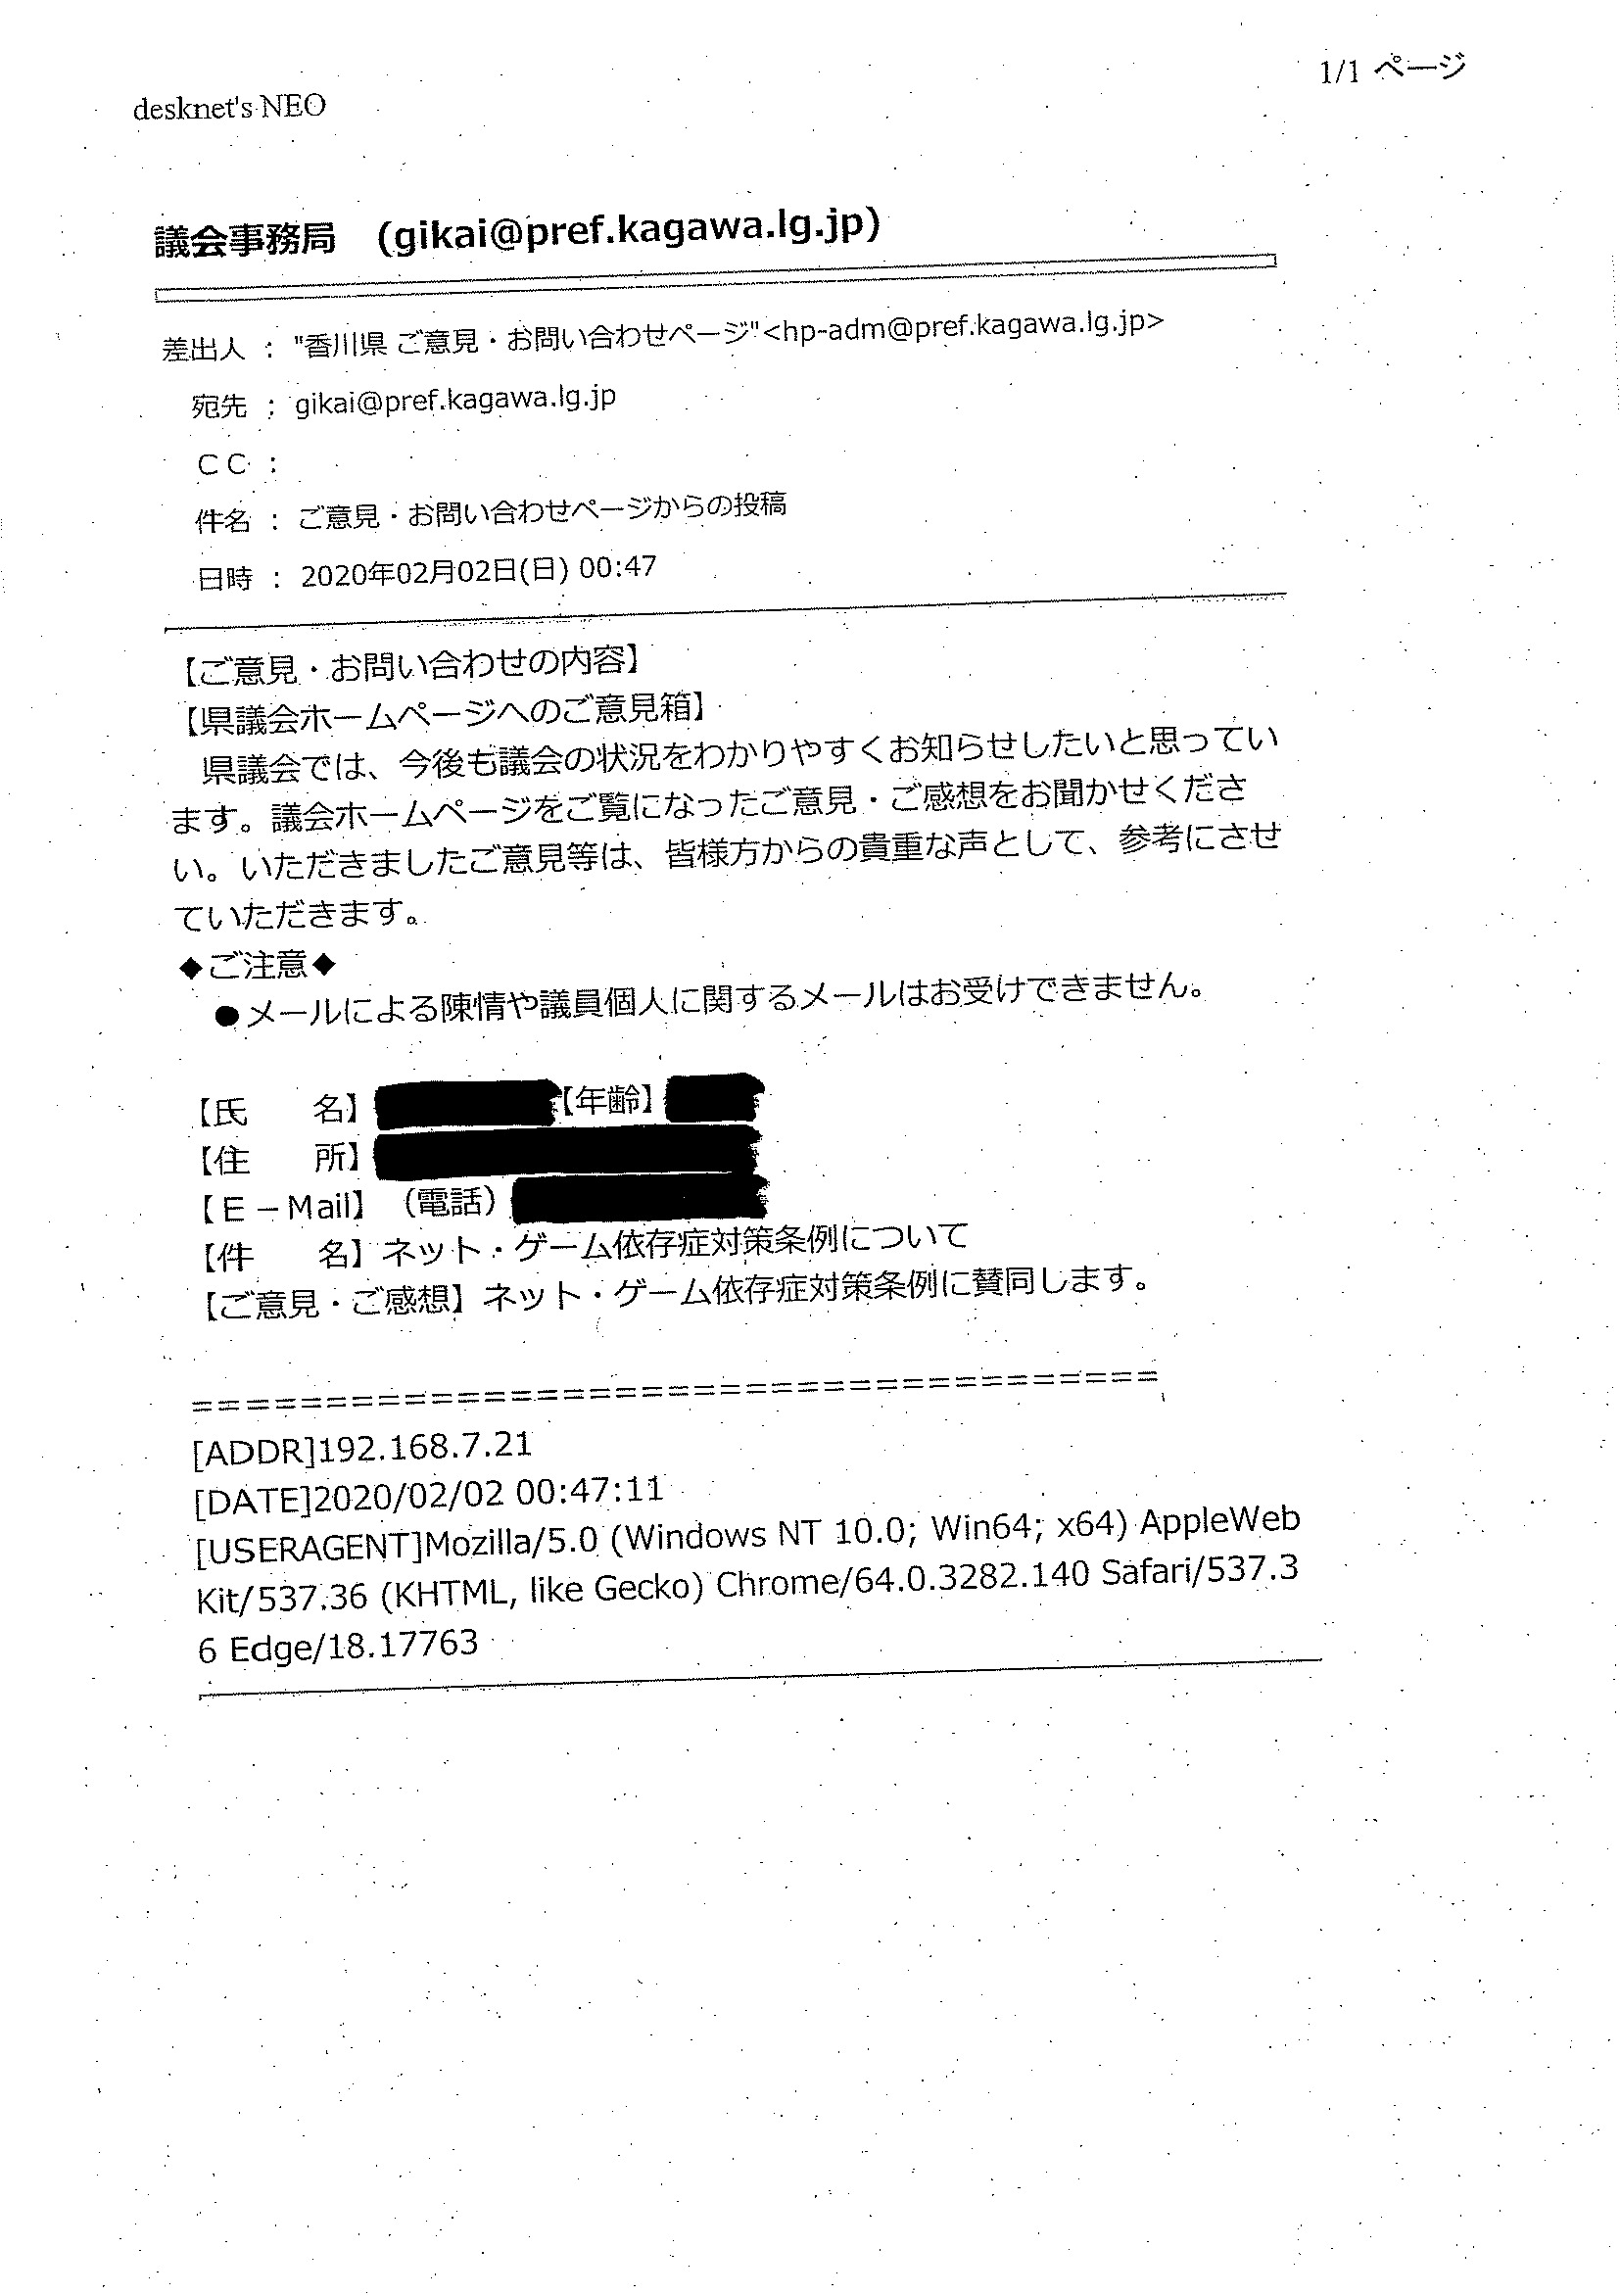 1/1 ページ
desknet's NEO
議会事務局　(gikai@pref.kagawa.lg.jp)
差出人 ： "香川県 ご意見・お問い合わせページ"<hp-adm@pref.kagawa.lg.jp>
宛先 ： gikai@pref.kagawa.lg.jp
ＣＣ ：
件名 ： ご意見・お問い合わせページからの投稿
日時 ： 2020年02月02日(日) 00:47
【ご意見・お問い合わせの内容】
【県議会ホームページへのご意見箱】
　県議会では、今後も議会の状況をわかりやすくお知らせしたいと思ってい
ます。議会ホームページをご覧になったご意見・ご感想をお聞かせくださ
い。いただきましたご意見等は、皆様方からの貴重な声として、参考にさせ
ていただきます。
◆ご注意◆
　●メールによる陳情や議員個人に関するメールはお受けできません。
【氏　　名】【年齢】
【住　　所】
【Ｅ－Mail】（電話）
【件　　名】ネット・ゲーム依存症対策条例について
【ご意見・ご感想】ネット・ゲーム依存症対策条例に賛同します。
=====================================
[ADDR]192.168.7.21
[DATE]2020/02/02 00:47:11
[USERAGENT]Mozilla/5.0 (Windows NT 10.0; Win64; x64) AppleWeb
Kit/537.36 (KHTML, like Gecko) Chrome/64.0.3282.140 Safari/537.3
6 Edge/18.17763